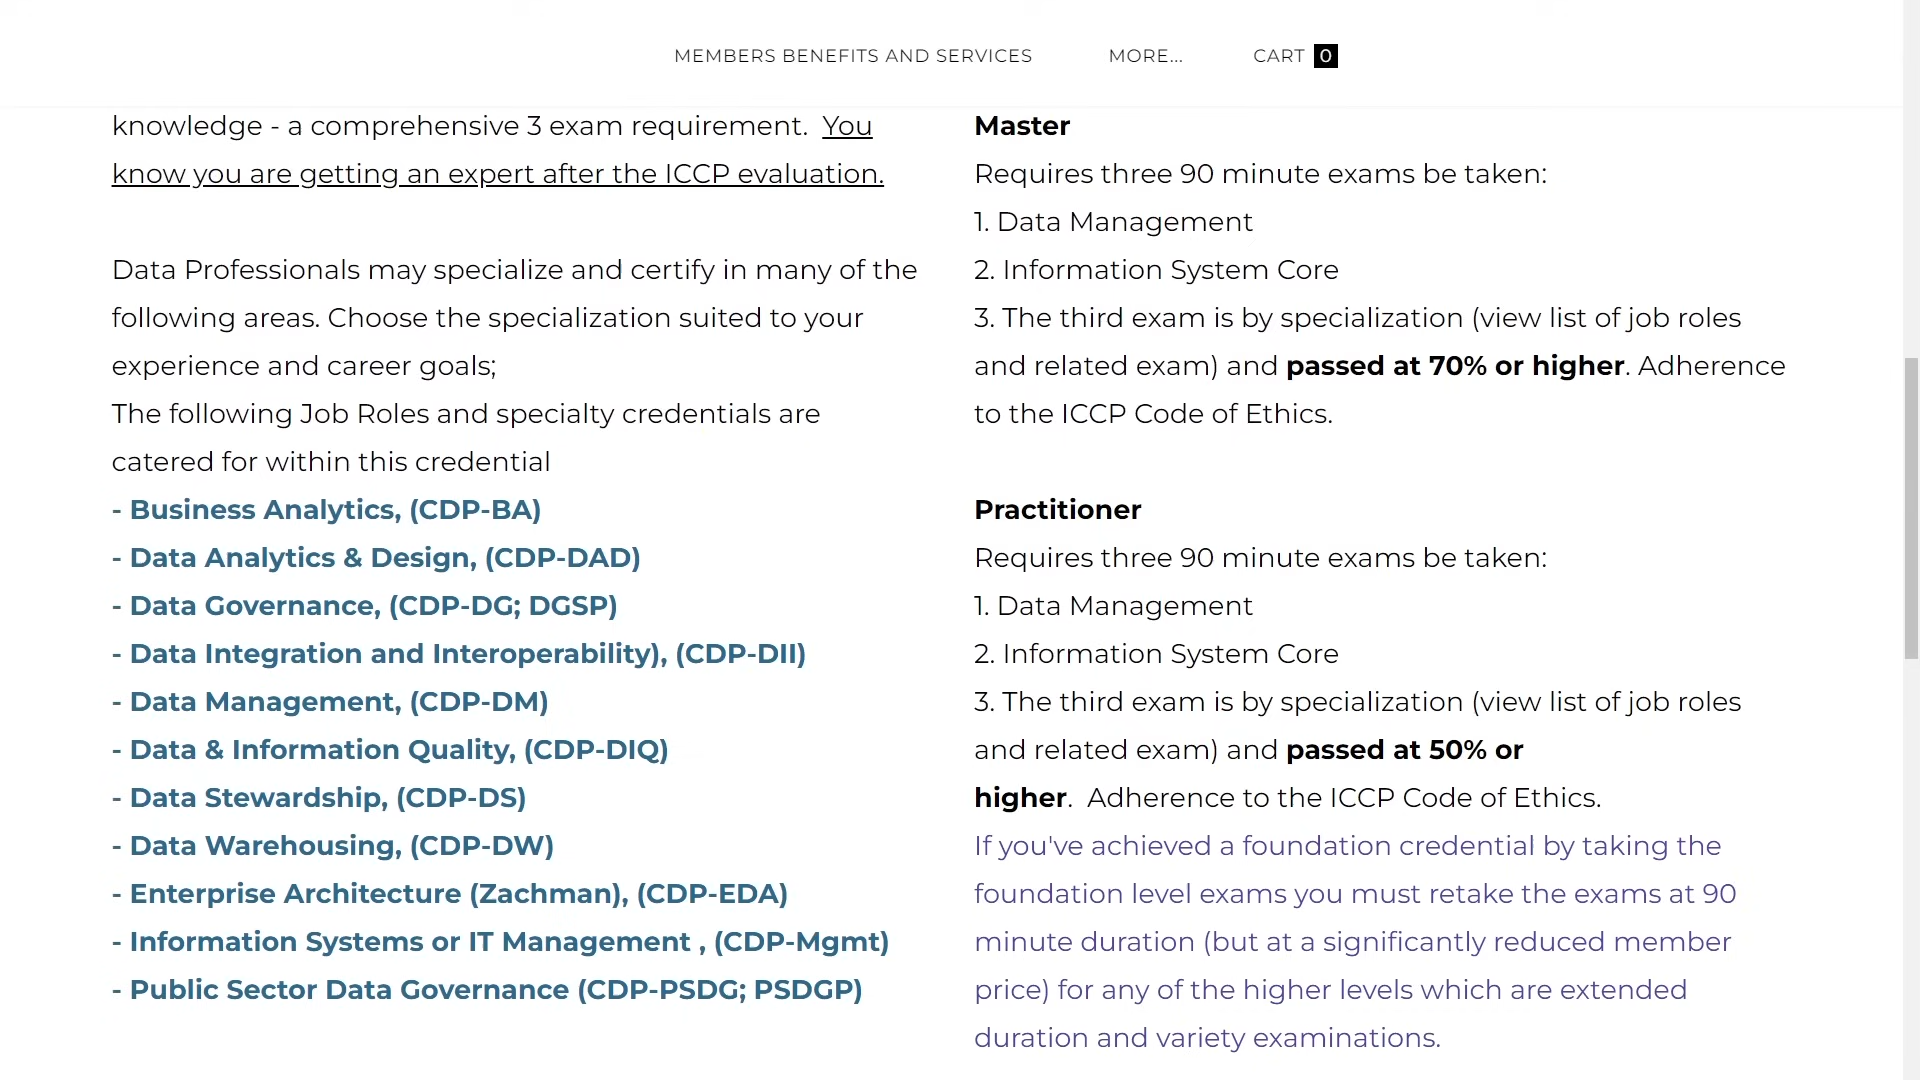 MEMBERS BENEFITS AND SERVICES
MORE...
CART 0
knowledge - a comprehensive 3 exam requirement.  You
know you are getting an expert after the ICCP evaluation.
Data Professionals may specialize and certify in many of the
following areas. Choose the specialization suited to your
experience and career goals;
The following Job Roles and specialty credentials are
catered for within this credential
- Business Analytics, (CDP-BA)
- Data Analytics & Design, (CDP-DAD)
- Data Governance, (CDP-DG; DGSP)
- Data Integration and Interoperability), (CDP-DII)
- Data Management, (CDP-DM)
- Data & Information Quality, (CDP-DIQ)
- Data Stewardship, (CDP-DS)
- Data Warehousing, (CDP-DW)
- Enterprise Architecture (Zachman), (CDP-EDA)
- Information Systems or IT Management , (CDP-Mgmt)
- Public Sector Data Governance (CDP-PSDG; PSDGP)
Master
Requires three 90 minute exams be taken:
1. Data Management
2. Information System Core
3. The third exam is by specialization (view list of job roles
and related exam) and passed at 70% or higher. Adherence
to the ICCP Code of Ethics.
Practitioner
Requires three 90 minute exams be taken:
1. Data Management
2. Information System Core
3. The third exam is by specialization (view list of job roles
and related exam) and passed at 50% or
higher.  Adherence to the ICCP Code of Ethics.
If you've achieved a foundation credential by taking the
foundation level exams you must retake the exams at 90
minute duration (but at a significantly reduced member
price) for any of the higher levels which are extended
duration and variety examinations.